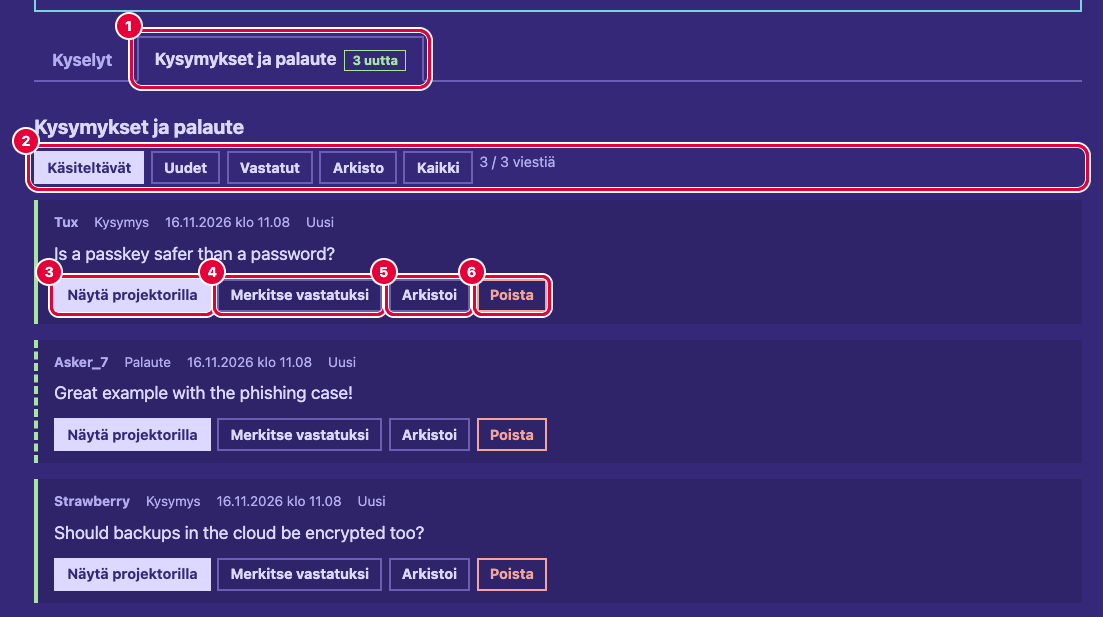 1
Kyselyt Kysymykset ja palaute 3 uutta
Kysymykset ja palaute
2
Käsiteltävät Uudet Vastatut Arkisto Kaikki 3 / 3 viestiä
Tux Kysymys 16.11.2026 klo 11.08 Uusi
Is a passkey safer than a password?
3 4 5 6
Näytä projektorilla Merkitse vastatuksi Arkistoi Poista
Asker_7 Palaute 16.11.2026 klo 11.08 Uusi
Great example with the phishing case!
Näytä projektorilla Merkitse vastatuksi Arkistoi Poista
Strawberry Kysymys 16.11.2026 klo 11.08 Uusi
Should backups in the cloud be encrypted too?
Näytä projektorilla Merkitse vastatuksi Arkistoi Poista